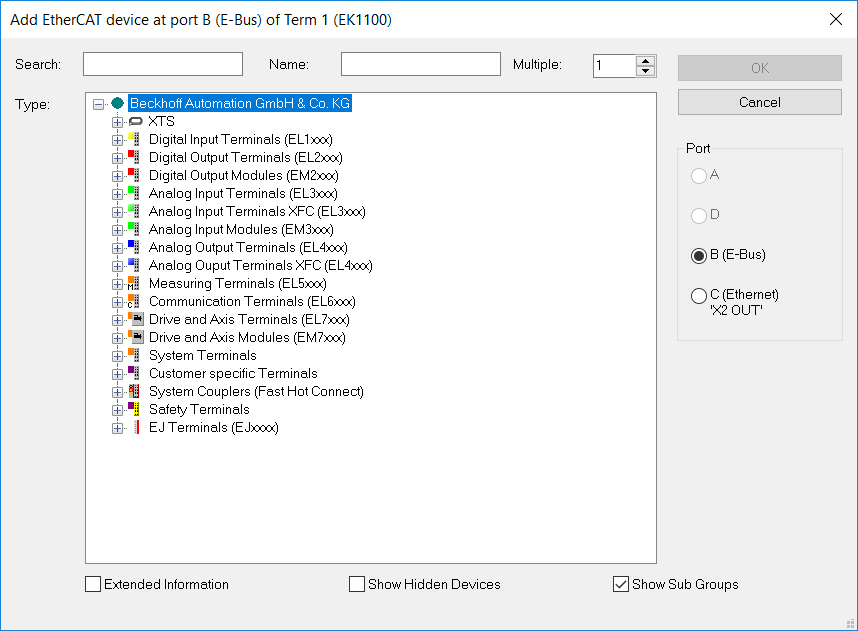 Add EtherCAT device at port B (E-Bus) of Term 1 (EK1100)
Search:
Name:
Multiple:
1
OK
Type:
Cancel
Beckhoff Automation GmbH & Co. KG
XTS
Digital Input Terminals (EL1xxx)
Digital Output Terminals (EL2xxx)
Digital Output Modules (EM2xxx)
Analog Input Terminals (EL3xxx)
Analog Input Terminals XFC (EL3xxx)
Analog Input Modules (EM3xxx)
Analog Output Terminals (EL4xxx)
Analog Ouput Terminals XFC (EL4xxx)
Measuring Terminals (EL5xxx)
Communication Terminals (EL6xxx)
Drive and Axis Terminals (EL7xxx)
Drive and Axis Modules (EM7xxx)
System Terminals
Customer specific Terminals
System Couplers (Fast Hot Connect)
Safety Terminals
EJ Terminals (EJxxxx)
Port
A
D
B (E-Bus)
C (Ethernet)
'X2 OUT'
Extended Information
Show Hidden Devices
Show Sub Groups